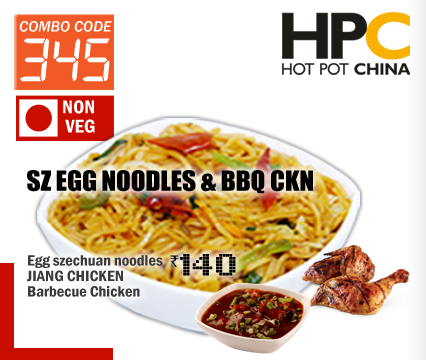 COMBO CODE
345
HPC
HOT POT CHINA
NON
VEG
SZ EGG NOODLES & BBQ CKN
Egg szechuan noodles ₹140
JIANG CHICKEN
Barbecue Chicken